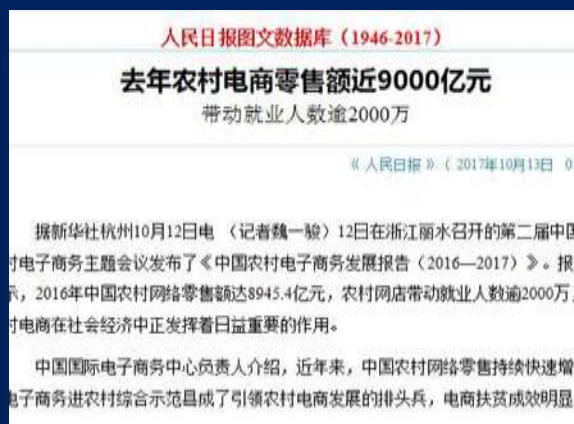 人民日报图文数据库（1946-2017）
去年农村电商零售额近9000亿元
带动就业人数逾2000万
《 人民日报 》（ 2017年10月13日 0
据新华社杭州10月12日电 （记者魏一骏）12日在浙江丽水召开的第二届中国
村电子商务主题会议发布了《中国农村电子商务发展报告（2016—2017）》。报
示，2016年中国农村网络零售额达8945.4亿元，农村网店带动就业人数逾2000万，
村电商在社会经济中正发挥着日益重要的作用。
中国国际电子商务中心负责人介绍，近年来，中国农村网络零售持续快速增
电子商务进农村综合示范县成了引领农村电商发展的排头兵，电商扶贫成效明显